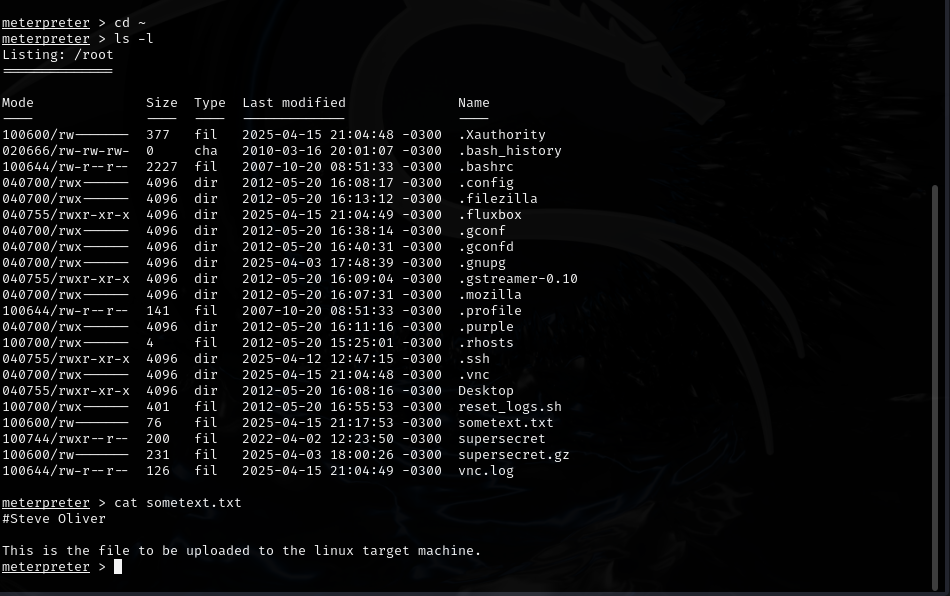 meterpreter > cd ~
meterpreter > ls -l
Listing: /root
==============

Mode              Size  Type  Last modified              Name
----              ----  ----  -------------              ----
100600/rw-------  377   fil   2025-04-15 21:04:48 -0300  .Xauthority
020666/rw-rw-rw-  0     cha   2010-03-16 20:01:07 -0300  .bash_history
100644/rw-r--r--  2227  fil   2007-10-20 08:51:33 -0300  .bashrc
040700/rwx------  4096  dir   2012-05-20 16:08:17 -0300  .config
040700/rwx------  4096  dir   2012-05-20 16:13:12 -0300  .filezilla
040755/rwxr-xr-x  4096  dir   2025-04-15 21:04:49 -0300  .fluxbox
040700/rwx------  4096  dir   2012-05-20 16:38:14 -0300  .gconf
040700/rwx------  4096  dir   2012-05-20 16:40:31 -0300  .gconfd
040700/rwx------  4096  dir   2025-04-03 17:48:39 -0300  .gnupg
040755/rwxr-xr-x  4096  dir   2012-05-20 16:09:04 -0300  .gstreamer-0.10
040700/rwx------  4096  dir   2012-05-20 16:07:31 -0300  .mozilla
100644/rw-r--r--  141   fil   2007-10-20 08:51:33 -0300  .profile
040700/rwx------  4096  dir   2012-05-20 16:11:16 -0300  .purple
100700/rwx------  4     fil   2012-05-20 15:25:01 -0300  .rhosts
040755/rwxr-xr-x  4096  dir   2025-04-12 12:47:15 -0300  .ssh
040700/rwx------  4096  dir   2025-04-15 21:04:48 -0300  .vnc
040755/rwxr-xr-x  4096  dir   2012-05-20 16:08:16 -0300  Desktop
100700/rwx------  401   fil   2012-05-20 16:55:53 -0300  reset_logs.sh
100600/rw-------  76    fil   2025-04-15 21:17:53 -0300  sometext.txt
100744/rwxr--r--  200   fil   2022-04-02 12:23:50 -0300  supersecret
100600/rw-------  231   fil   2025-04-03 18:00:26 -0300  supersecret.gz
100644/rw-r--r--  126   fil   2025-04-15 21:04:49 -0300  vnc.log

meterpreter > cat sometext.txt
#Steve Oliver

This is the file to be uploaded to the linux target machine.
meterpreter >